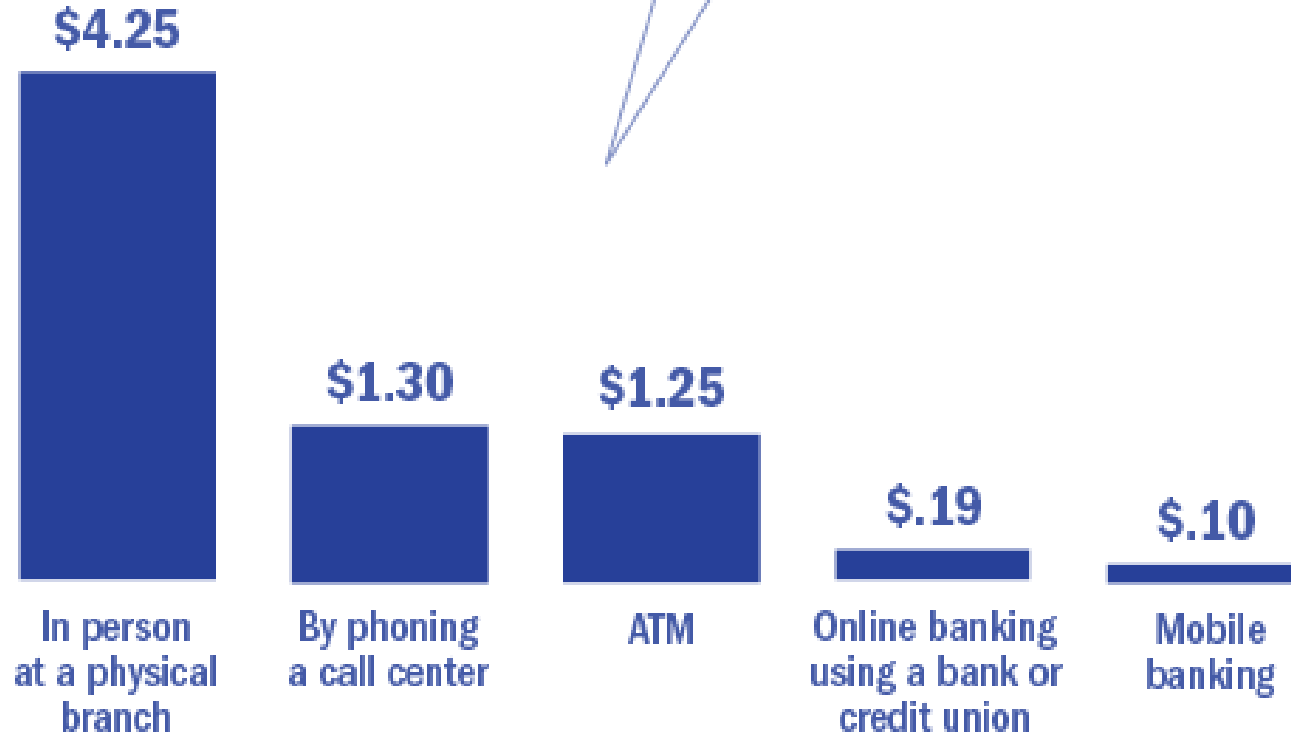 $4.25
$1.30
$1.25
$.19
$.10
In person
at a physical
branch
By phoning
a call center
ATM
Online banking
using a bank or
credit union
Mobile
banking